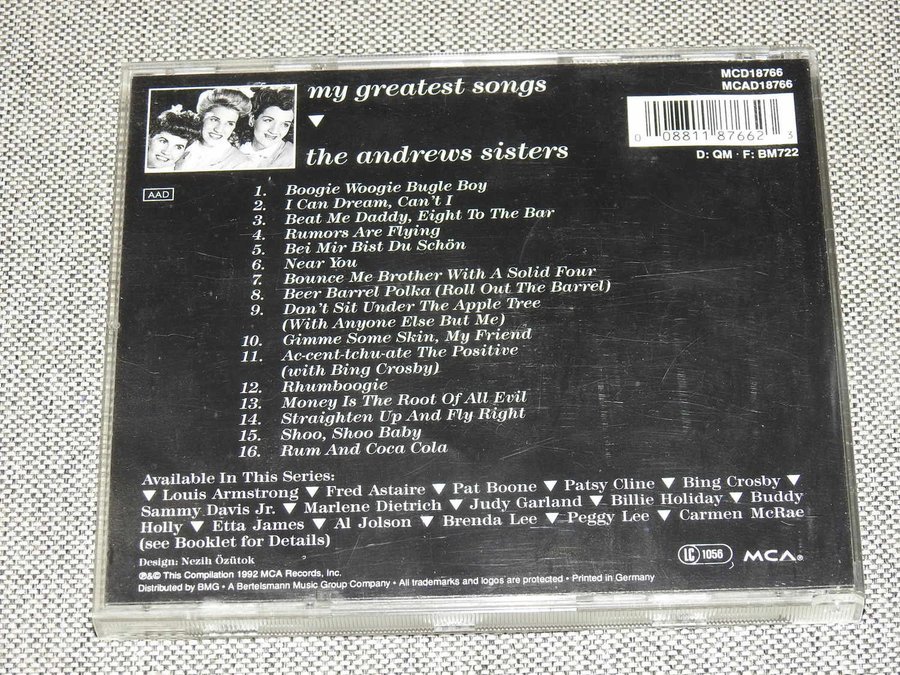 my greatest songs
▼
the andrews sisters
MCD18766
MCAD18766
0 08811 87662 3
D: QM · F: BM722
AAD
1. Boogie Woogie Bugle Boy
2. I Can Dream, Can't I
3. Beat Me Daddy, Eight To The Bar
4. Rumors Are Flying
5. Bei Mir Bist Du Schön
6. Near You
7. Bounce Me Brother With A Solid Four
8. Beer Barrel Polka (Roll Out The Barrel)
9. Don't Sit Under The Apple Tree
(With Anyone Else But Me)
10. Gimme Some Skin, My Friend
11. Ac-cent-tchu-ate The Positive
(with Bing Crosby)
12. Rhumboogie
13. Money Is The Root Of All Evil
14. Straighten Up And Fly Right
15. Shoo, Shoo Baby
16. Rum And Coca Cola
Available In This Series:
▼ Louis Armstrong ▼ Fred Astaire ▼ Pat Boone ▼ Patsy Cline ▼ Bing Crosby ▼
Sammy Davis Jr. ▼ Marlene Dietrich ▼ Judy Garland ▼ Billie Holiday ▼ Buddy
Holly ▼ Etta James ▼ Al Jolson ▼ Brenda Lee ▼ Peggy Lee ▼ Carmen McRae
(see Booklet for Details)
Design: Nezih Özütok
℗&© This Compilation 1992 MCA Records, Inc.
Distributed by BMG • A Bertelsmann Music Group Company • All trademarks and logos are protected • Printed in Germany
LC 1056
MCA®